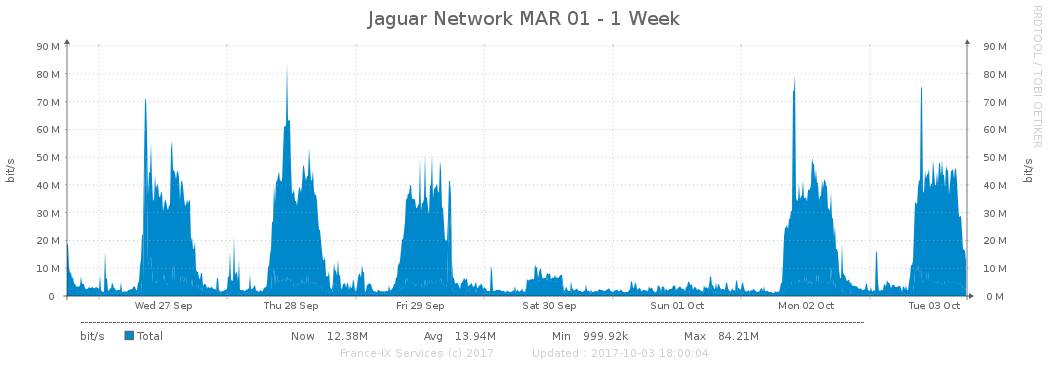 Jaguar Network MAR 01 - 1 Week
RRDTOOL / TOBI OETIKER
bit/s
90 M 90 M
80 M 80 M
70 M 70 M
60 M 60 M
50 M 50 M
40 M 40 M
30 M 30 M
20 M 20 M
10 M 10 M
0 0 M
bit/s
Wed 27 Sep Thu 28 Sep Fri 29 Sep Sat 30 Sep Sun 01 Oct Mon 02 Oct Tue 03 Oct
bit/s Total Now 12.38M Avg 13.94M Min 999.92k Max 84.21M
France-IX Services (c) 2017 Updated : 2017-10-03 18:00:04